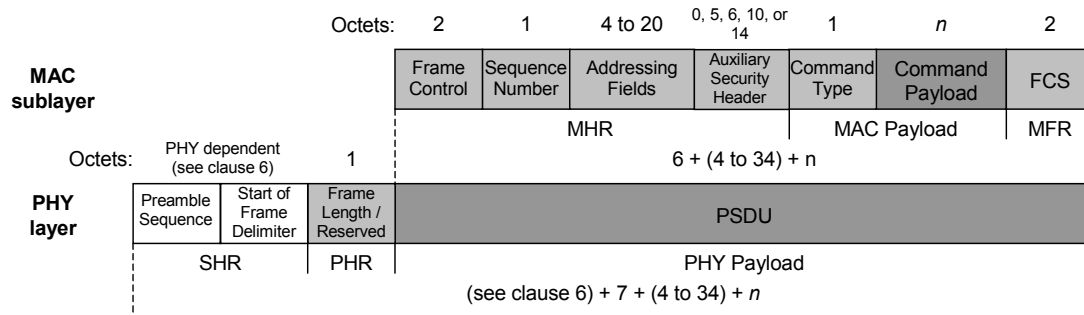 Octets: 2 1 4 to 20 0, 5, 6, 10, or 14 1 n 2
MAC sublayer
Frame Control
Sequence Number
Addressing Fields
Auxiliary Security Header
Command Type
Command Payload
FCS
MHR MAC Payload MFR
Octets: PHY dependent (see clause 6) 1 6 + (4 to 34) + n
PHY layer
Preamble Sequence
Start of Frame Delimiter
Frame Length / Reserved
PSDU
SHR PHR PHY Payload
(see clause 6) + 7 + (4 to 34) + n